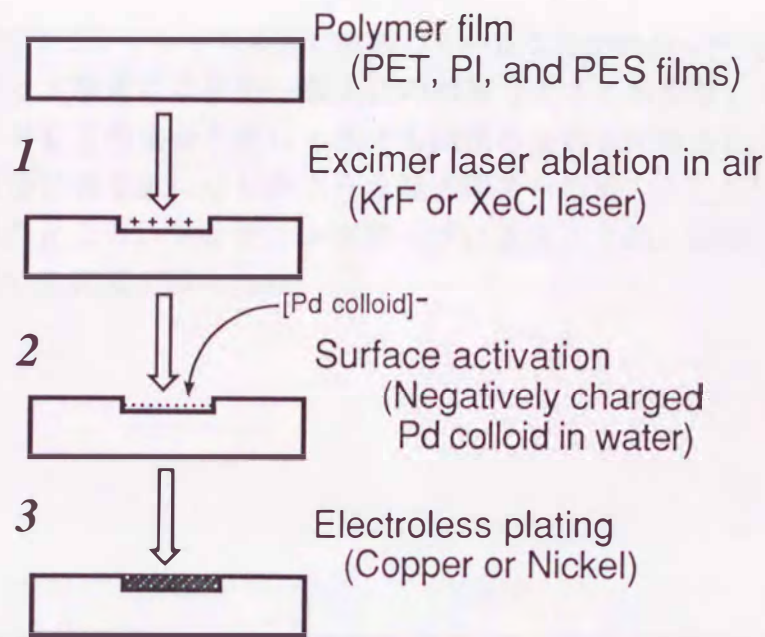 Polymer film
(PET, PI, and PES films)
1
Excimer laser ablation in air
(KrF or XeCl laser)
+ + + +
[Pd colloid]−
2
Surface activation
(Negatively charged
Pd colloid in water)
3
Electroless plating
(Copper or Nickel)